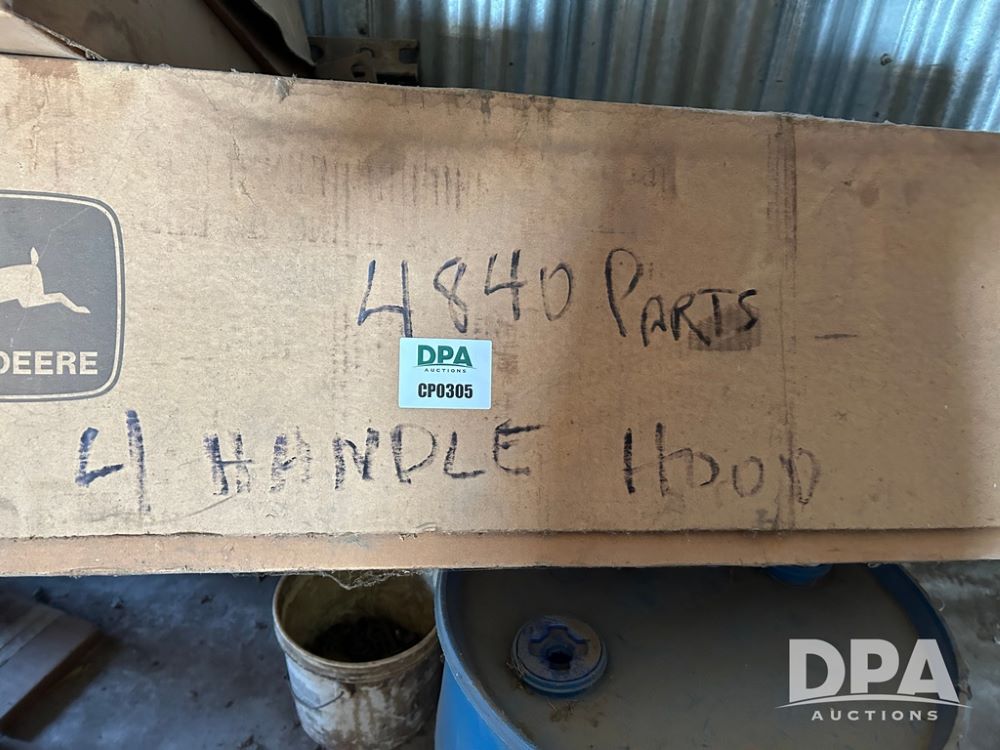 4840 PARTS -
DEERE
DPA
AUCTIONS
CP0305
4 HANDLE HOOD
DPA
AUCTIONS